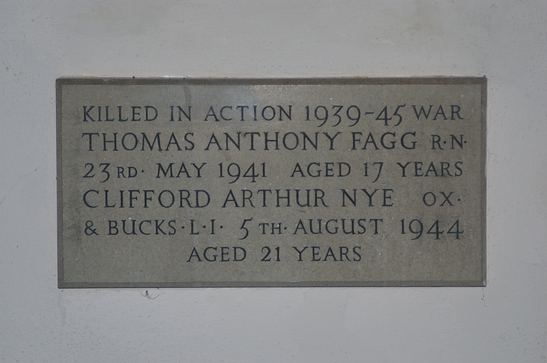 KILLED IN ACTION 1939-45 WAR
THOMAS ANTHONY FAGG R·N·
23RD· MAY 1941 AGED 17 YEARS
CLIFFORD ARTHUR NYE OX·
& BUCKS·L·I· 5TH· AUGUST 1944
AGED 21 YEARS